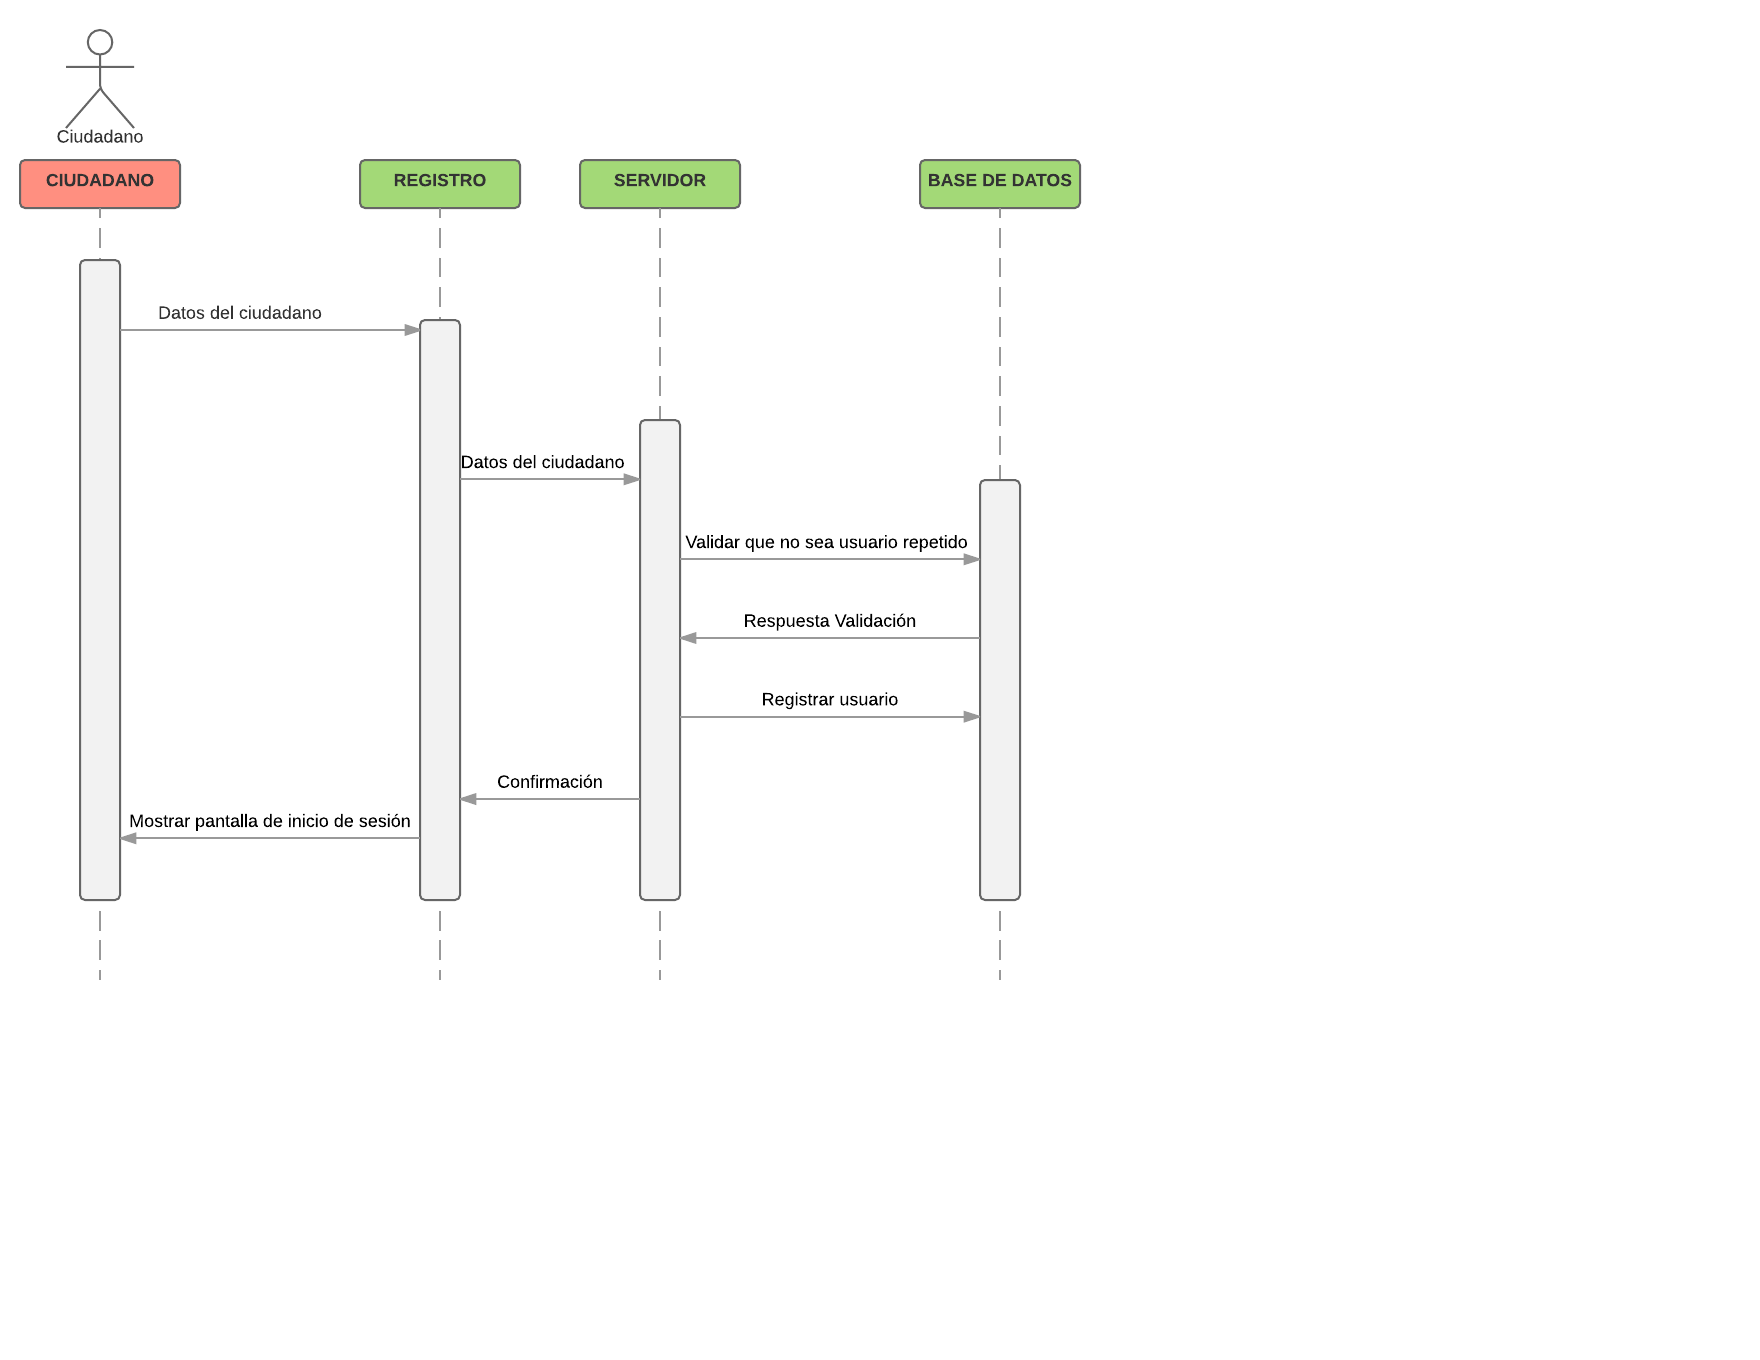 Ciudadano
CIUDADANO
REGISTRO
SERVIDOR
BASE DE DATOS
Datos del ciudadano
Datos del ciudadano
Validar que no sea usuario repetido
Respuesta Validación
Registrar usuario
Confirmación
Mostrar pantalla de inicio de sesión